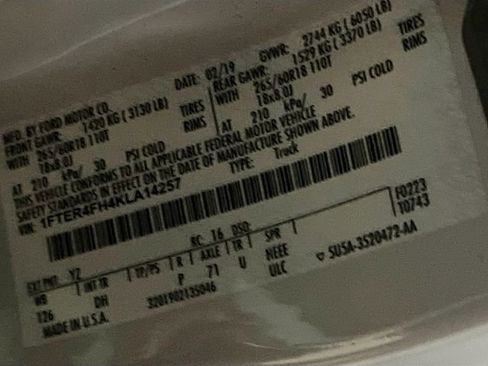 MFD. BY FORD MOTOR CO. DATE: 02/19 GVWR: 2744 KG (6050 LB)
FRONT GAWR: 1420 KG (3130 LB) REAR GAWR: 1529 KG (3370 LB)
WITH 265/60R18 110T TIRES WITH 265/60R18 110T TIRES
18x8.0J RIMS 18x8.0J RIMS
AT 210 kPa/ 30 PSI COLD AT 210 kPa/ 30 PSI COLD
THIS VEHICLE CONFORMS TO ALL APPLICABLE FEDERAL MOTOR VEHICLE
SAFETY STANDARDS IN EFFECT ON THE DATE OF MANUFACTURE SHOWN ABOVE.
VIN: 1FTER4FH4KLA14257 TYPE: Truck
F0223
T0743
EXT PNT: YZ RC: 16 DSO:
WB INT TR TP/PS R AXLE TR SPR
126 DH P 71 U HEEE
ULC
MADE IN U.S.A. 3201902135046 SU5A-3520472-AA